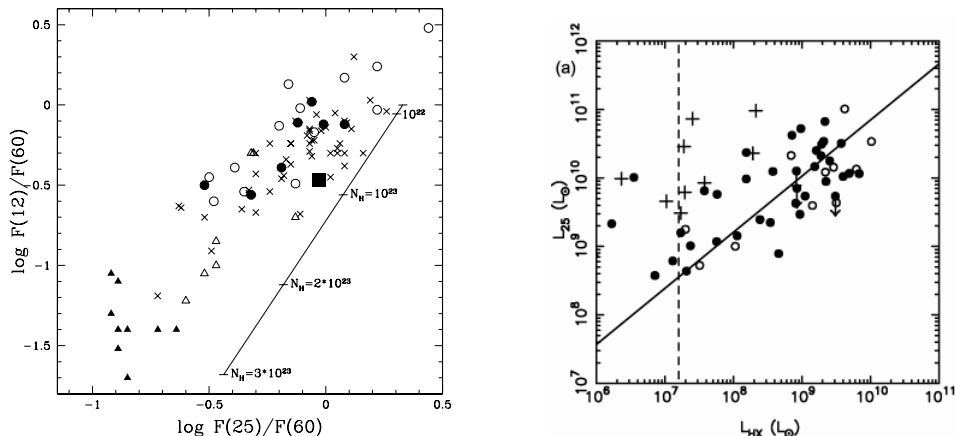 0.5
0
-0.5
-1
-1.5
log F(12)/F(60)
10²²
N_H=10²³
N_H=2*10²³
N_H=3*10²³
-1 -0.5 0 0.5
log F(25)/F(60)
(a)
10¹²
10¹¹
10¹⁰
10⁹
10⁸
10⁷
L₂₅ (L☉)
10⁶ 10⁷ 10⁸ 10⁹ 10¹⁰ 10¹¹
L_HX (L☉)